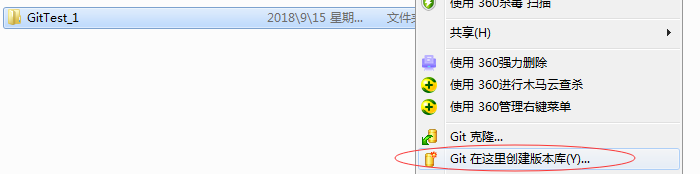 GitTest_1 2018\9\15 星期... 文件夹
使用 360杀毒 扫描
共享(H)
使用 360强力删除
使用 360进行木马云查杀
使用 360管理右键菜单
Git 克隆...
Git 在这里创建版本库(Y)...